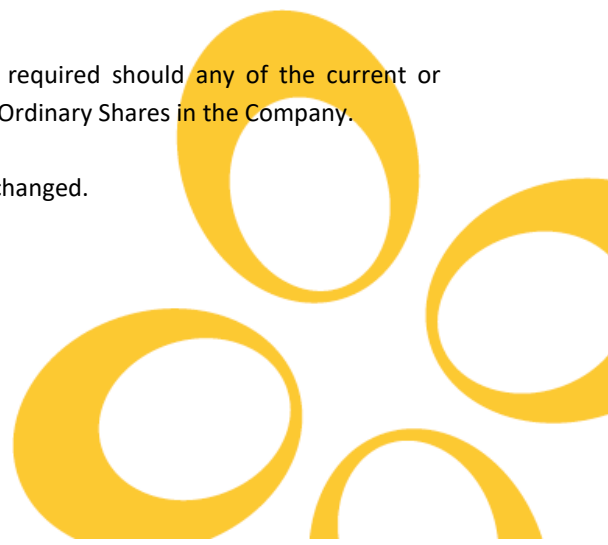 required should any of the current or
Ordinary Shares in the Company.
changed.